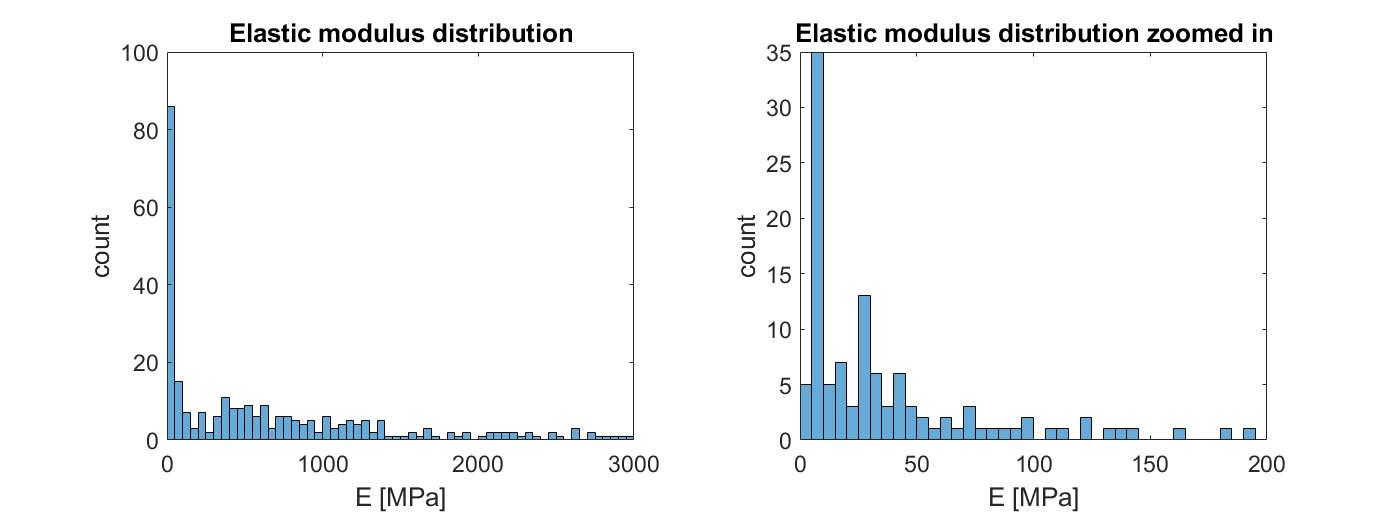 Elastic modulus distribution
100
80
60
40
20
0
count
0 1000 2000 3000
E [MPa]
Elastic modulus distribution zoomed in
35
30
25
20
15
10
5
0
count
0 50 100 150 200
E [MPa]